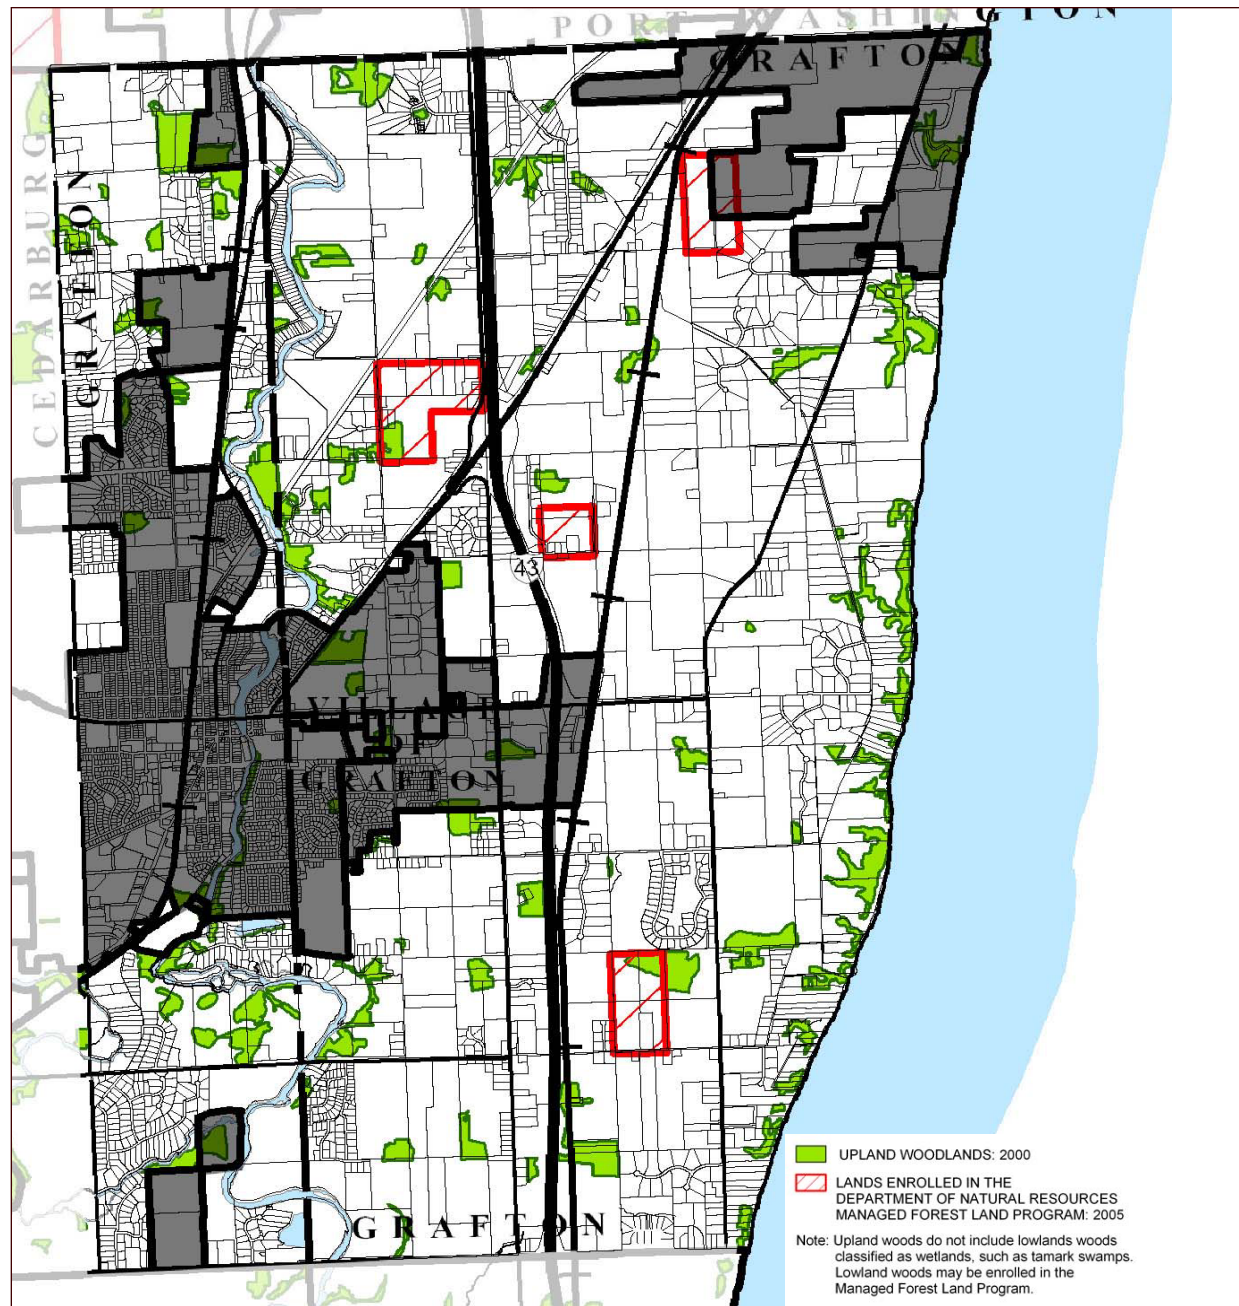 PORT WASHINGTON
GRAFTON
CEDARBURG
GRAFTON
43
VILLAGE
OF
GRAFTON
GRAFTON
UPLAND WOODLANDS: 2000
LANDS ENROLLED IN THE
DEPARTMENT OF NATURAL RESOURCES
MANAGED FOREST LAND PROGRAM: 2005
Note: Upland woods do not include lowlands woods
classified as wetlands, such as tamark swamps.
Lowland woods may be enrolled in the
Managed Forest Land Program.